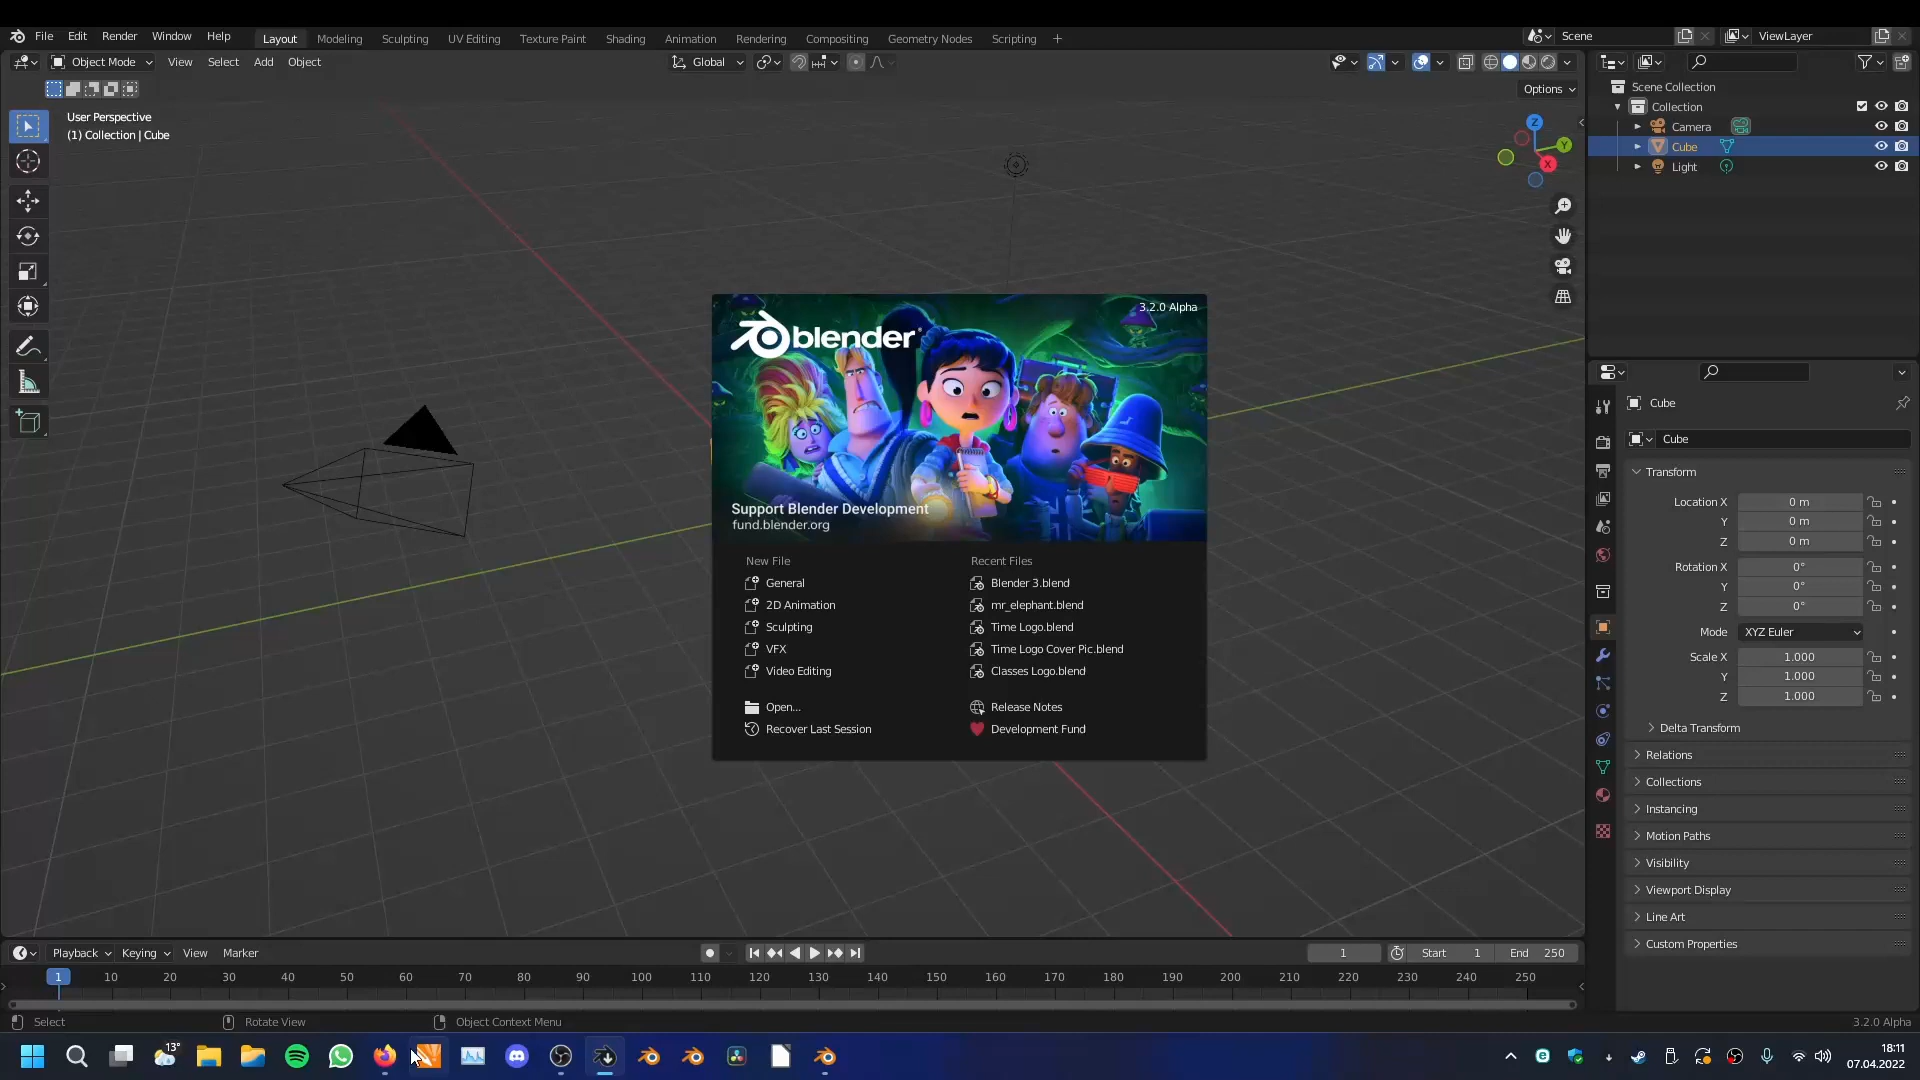 File Edit Render Window Help
Layout Modeling Sculpting UV Editing Texture Paint Shading Animation Rendering Compositing Geometry Nodes Scripting +
Scene ViewLayer
Object Mode View Select Add Object
Global
Options
User Perspective
(1) Collection | Cube
Z
Y
X
Scene Collection
Collection
Camera
Cube
Light
3.2.0 Alpha
blender
Support Blender Development
fund.blender.org
New File
General
2D Animation
Sculpting
VFX
Video Editing
Open...
Recover Last Session
Recent Files
Blender 3.blend
mr_elephant.blend
Time Logo.blend
Time Logo Cover Pic.blend
Classes Logo.blend
Release Notes
Development Fund
Cube
Cube
Transform
Location X 0 m
Y 0 m
Z 0 m
Rotation X 0°
Y 0°
Z 0°
Mode XYZ Euler
Scale X 1.000
Y 1.000
Z 1.000
Delta Transform
Relations
Collections
Instancing
Motion Paths
Visibility
Viewport Display
Line Art
Custom Properties
Playback Keying View Marker
1 Start 1 End 250
1 10 20 30 40 50 60 70 80 90 100 110 120 130 140 150 160 170 180 190 200 210 220 230 240 250
Select Rotate View Object Context Menu
3.2.0 Alpha
13°
18:11
07.04.2022